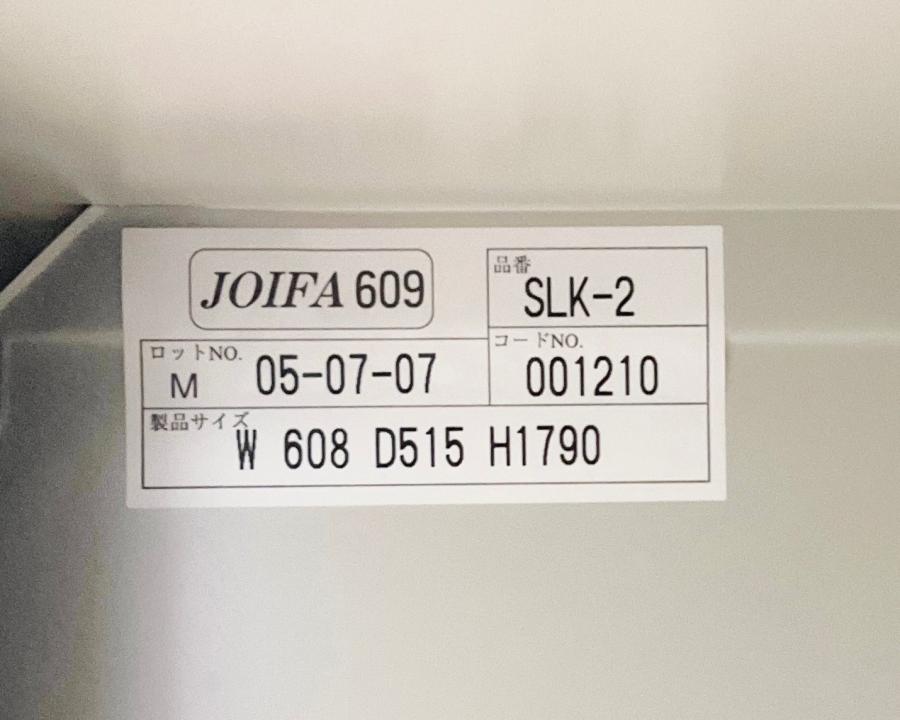 JOIFA 609
品番
SLK-2
ロットNO.
M 05-07-07
コードNO.
001210
製品サイズ
W 608 D515 H1790